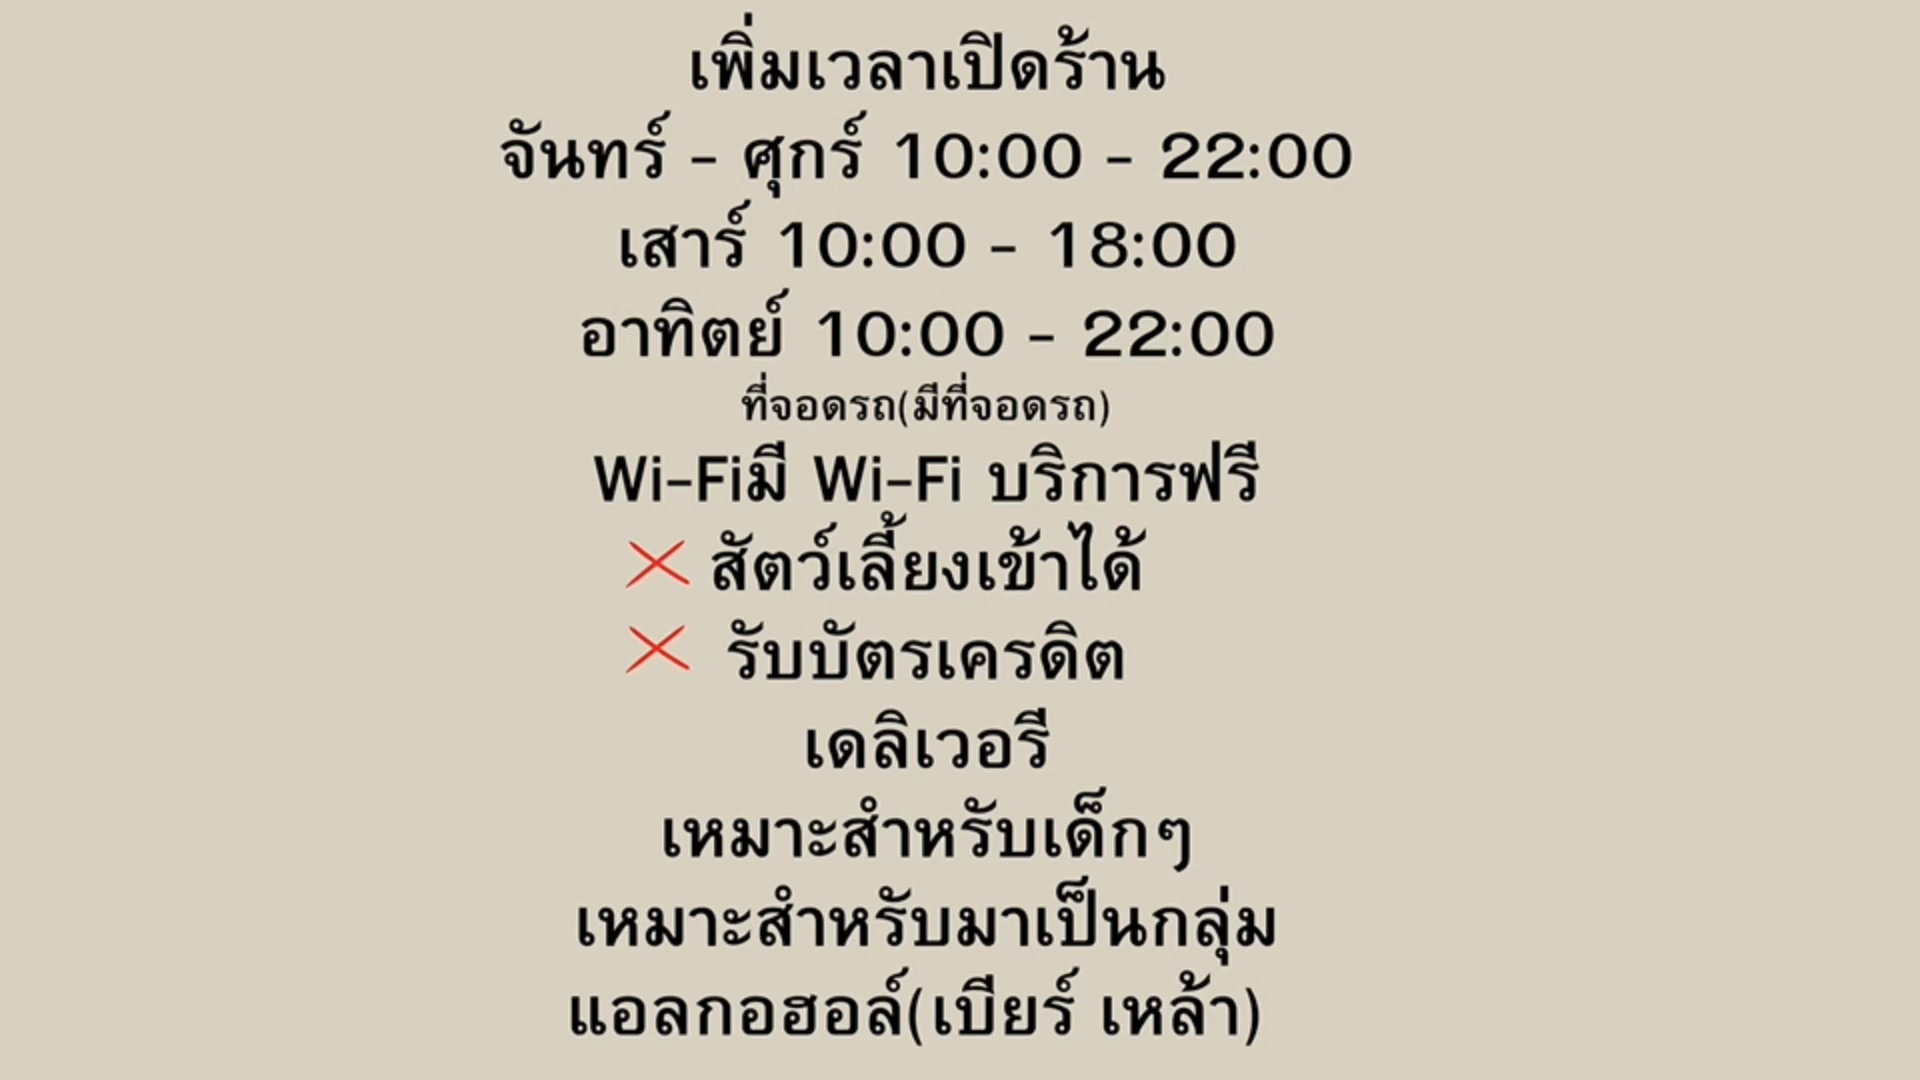 เพิ่มเวลาเปิดร้าน
จันทร์ - ศุกร์ 10:00 - 22:00
เสาร์ 10:00 - 18:00
อาทิตย์ 10:00 - 22:00
ที่จอดรถ(มีที่จอดรถ)
Wi-Fiมี Wi-Fi บริการฟรี
❌ สัตว์เลี้ยงเข้าได้
❌ รับบัตรเครดิต
เดลิเวอรี
เหมาะสำหรับเด็กๆ
เหมาะสำหรับมาเป็นกลุ่ม
แอลกอฮอล์(เบียร์ เหล้า)